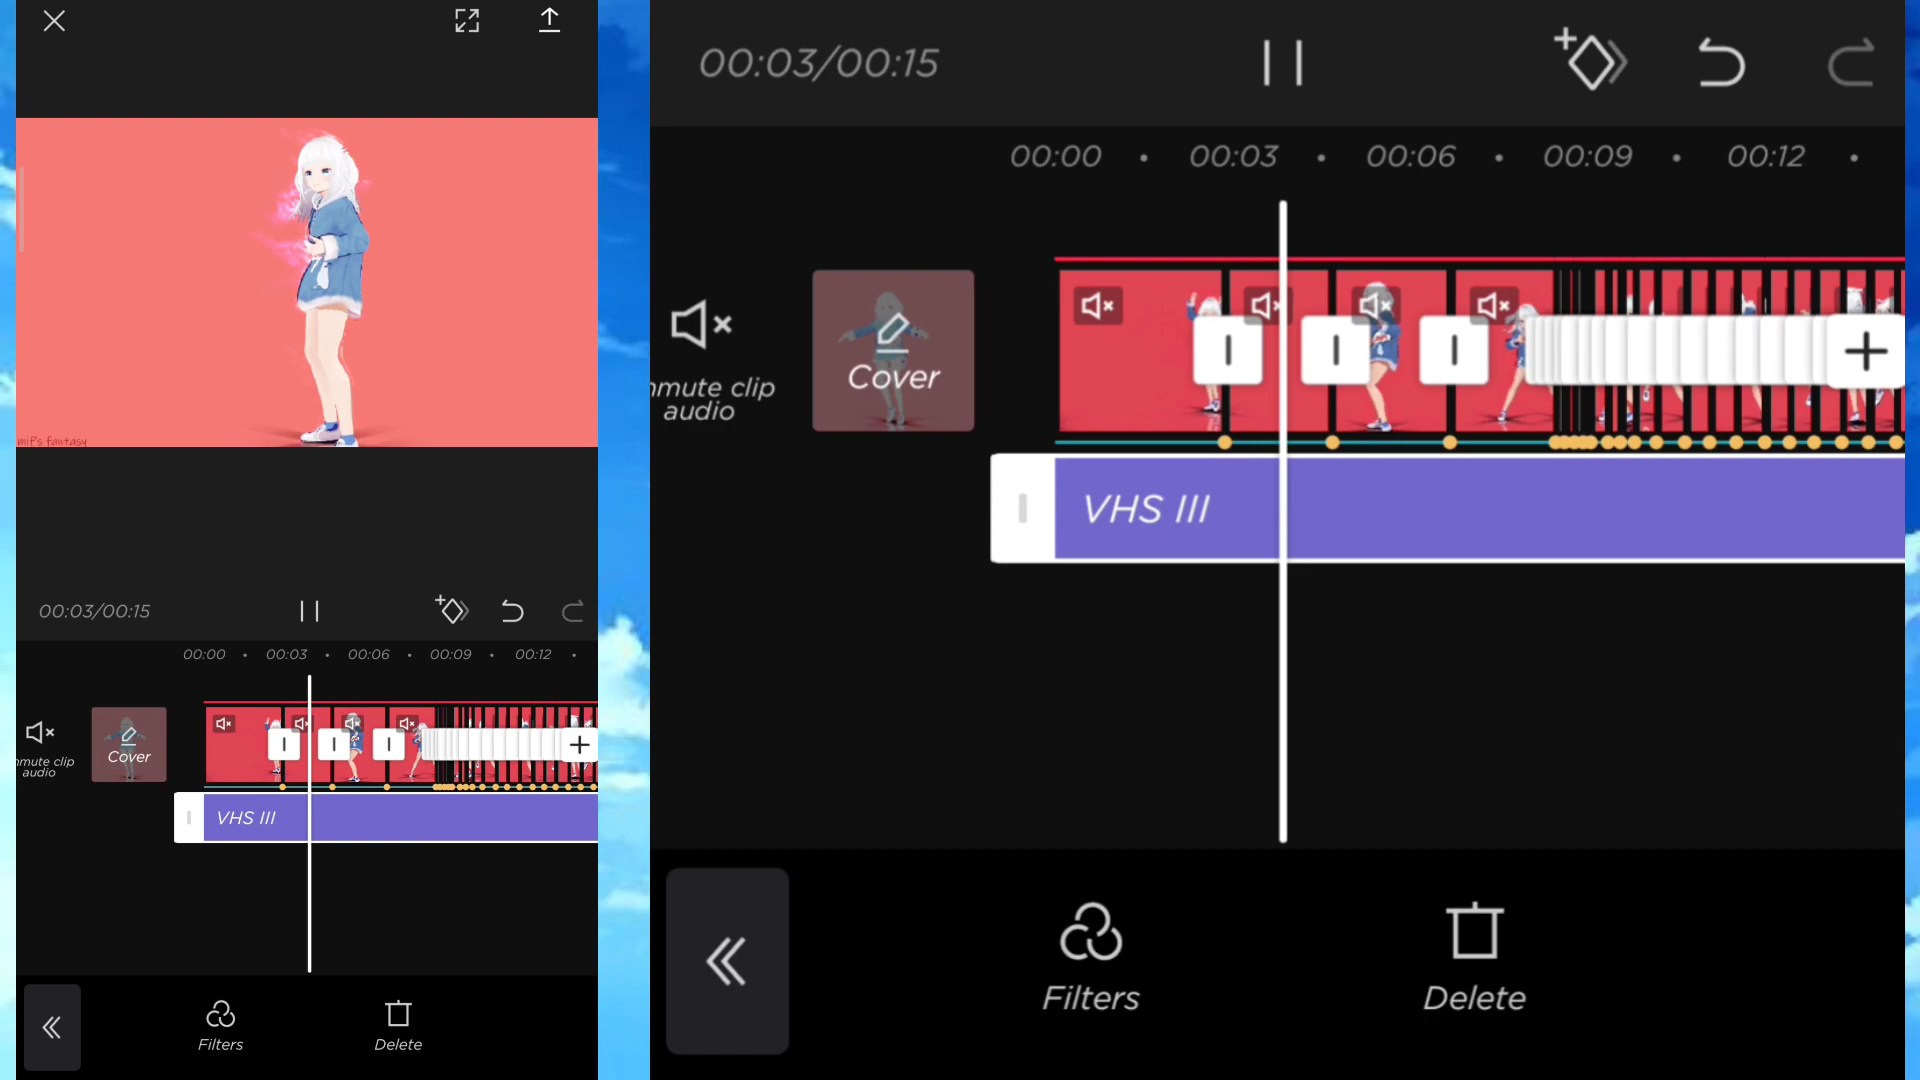 mif's fantasy
00:03/00:15
00:00 00:03 00:06 00:09 00:12
mute clip
audio
Cover
VHS III
Filters
Delete
00:03/00:15
00:00 00:03 00:06 00:09 00:12
mute clip
audio
Cover
VHS III
Filters
Delete